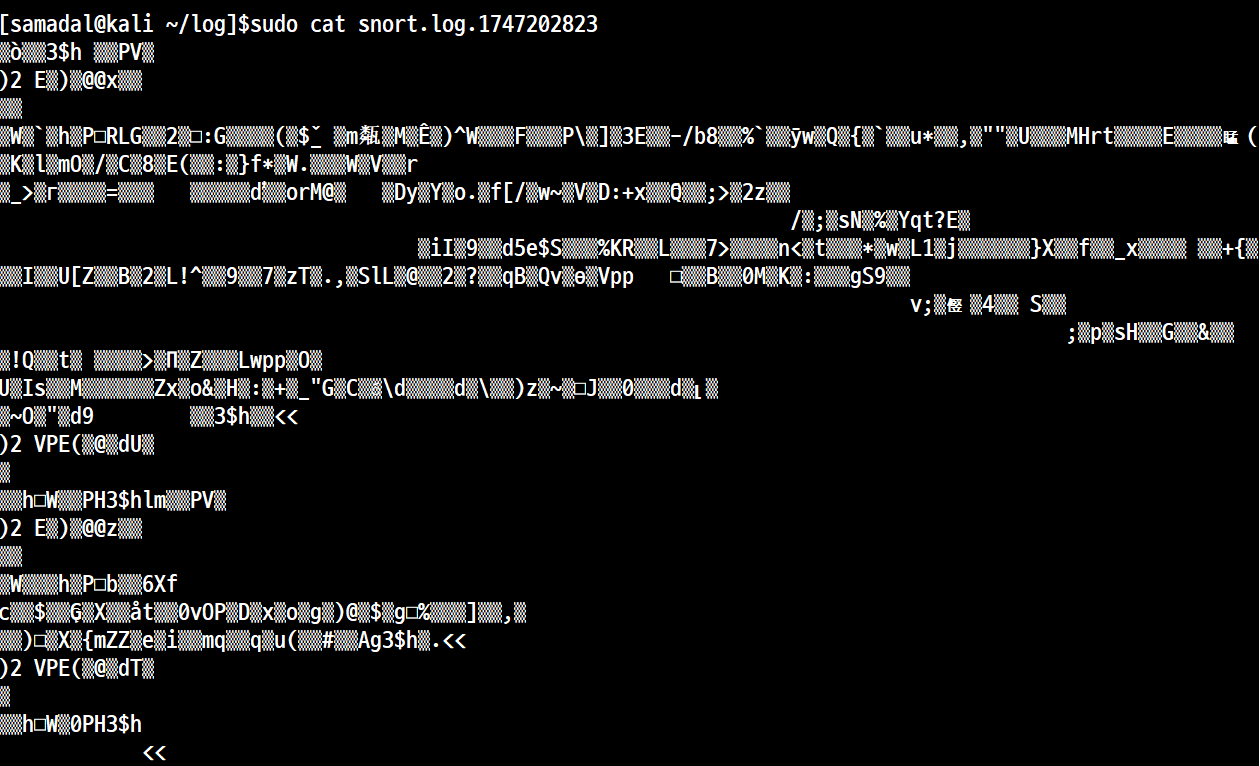 [samadal@kali ~/log]$sudo cat snort.log.1747202823
▒ò▒▒3$h ▒▒PV▒
)2 E▒)▒@@x▒▒
▒▒
▒W▒`▒h▒P□RLG▒▒2▒□:G▒▒▒▒(▒$ˇ_ ▒m▒M▒Ê▒)^W▒▒▒F▒▒▒P\▒]▒3E▒▒-/b8▒▒%`▒▒ȳw▒Q▒{▒`▒▒u*▒▒,▒""▒U▒▒▒MHrt▒▒▒▒E▒▒▒▒ (
▒K▒l▒mO▒/▒C▒8▒E(▒▒:▒}f*▒W.▒▒▒W▒V▒▒r
▒_>▒г▒▒▒▒=▒▒▒   ▒▒▒▒▒d▒▒orM@▒   ▒Dy▒Y▒o.▒f[/▒w~▒V▒D:+x▒▒Q▒▒;>▒2z▒▒
/▒;▒sN▒%▒Yqt?E▒
▒iI▒9▒▒d5e$S▒▒▒%KR▒▒L▒▒▒7>▒▒▒▒n<▒t▒▒▒*▒w▒L1▒j▒▒▒▒▒▒}X▒▒f▒▒_x▒▒▒▒ ▒▒+{▒
▒▒I▒▒U[Z▒▒B▒2▒L!^▒▒9▒▒7▒zT▒.,▒SlL▒@▒▒2▒?▒▒qB▒Qv▒ɵ▒Vpp   □▒▒B▒▒0M▒K▒:▒▒▒gS9▒▒
v;▒ ▒4▒▒ S▒▒
;▒p▒sH▒▒G▒▒&▒▒
▒!Q▒▒t▒ ▒▒▒▒>▒Π▒Z▒▒▒Lwpp▒O▒
U▒Is▒▒M▒▒▒▒▒▒Zx▒o&▒H▒:▒+▒_"G▒C▒\d▒▒▒▒d▒\▒▒)z▒~▒□J▒▒0▒▒▒d▒▒
▒~O▒"▒d9        ▒▒3$h▒▒<<
)2 VPE(▒@▒dU▒
▒
▒▒h□W▒▒PH3$hlm▒▒PV▒
)2 E▒)▒@@z▒▒
▒▒
▒W▒▒▒h▒P□b▒▒6Xf
c▒▒$▒▒G▒X▒▒åt▒▒0vOP▒D▒x▒o▒g▒)@▒$▒g□%▒▒▒]▒▒,▒
▒▒)□▒X▒{mZZ▒e▒i▒▒mq▒▒q▒u(▒▒#▒▒Ag3$h▒.<<
)2 VPE(▒@▒dT▒
▒
▒▒h□W▒0PH3$h
<<